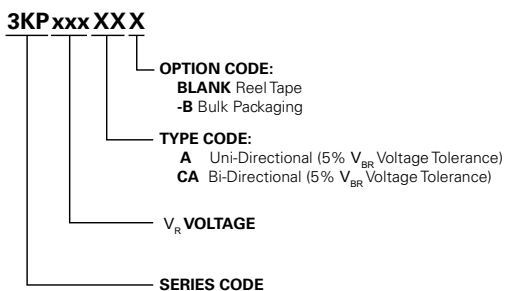 3KPxxxXXX
OPTION CODE:
BLANK Reel Tape
-B Bulk Packaging
TYPE CODE:
A Uni-Directional (5% VBR Voltage Tolerance)
CA Bi-Directional (5% VBR Voltage Tolerance)
VR VOLTAGE
SERIES CODE